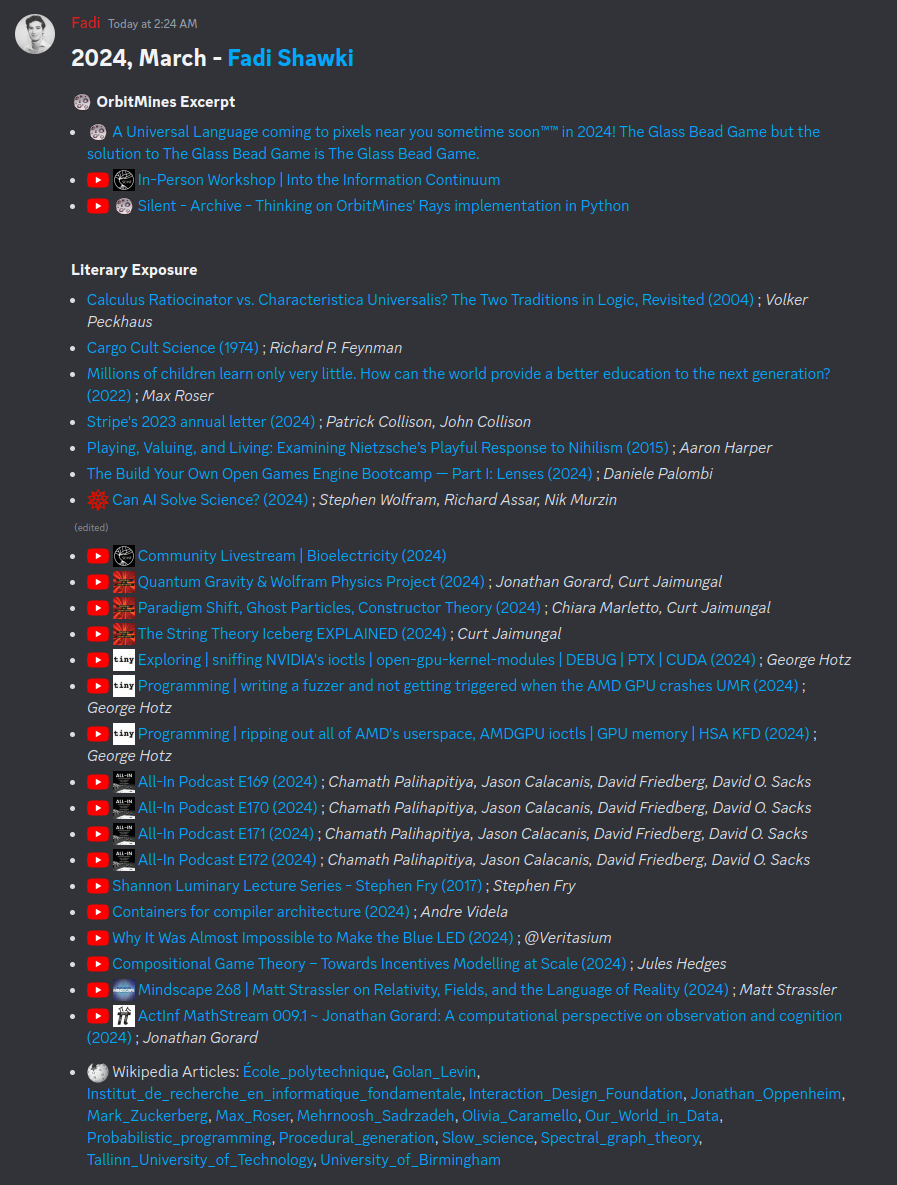 Fadi Today at 2:24 AM
2024, March - Fadi Shawki
OrbitMines Excerpt
A Universal Language coming to pixels near you sometime soon™™ in 2024! The Glass Bead Game but the
solution to The Glass Bead Game is The Glass Bead Game.
In-Person Workshop | Into the Information Continuum
Silent - Archive - Thinking on OrbitMines' Rays implementation in Python
Literary Exposure
Calculus Ratiocinator vs. Characteristica Universalis? The Two Traditions in Logic, Revisited (2004) ; Volker
Peckhaus
Cargo Cult Science (1974) ; Richard P. Feynman
Millions of children learn only very little. How can the world provide a better education to the next generation?
(2022) ; Max Roser
Stripe's 2023 annual letter (2024) ; Patrick Collison, John Collison
Playing, Valuing, and Living: Examining Nietzsche's Playful Response to Nihilism (2015) ; Aaron Harper
The Build Your Own Open Games Engine Bootcamp — Part I: Lenses (2024) ; Daniele Palombi
Can AI Solve Science? (2024) ; Stephen Wolfram, Richard Assar, Nik Murzin
(edited)
Community Livestream | Bioelectricity (2024)
Quantum Gravity & Wolfram Physics Project (2024) ; Jonathan Gorard, Curt Jaimungal
Paradigm Shift, Ghost Particles, Constructor Theory (2024) ; Chiara Marletto, Curt Jaimungal
The String Theory Iceberg EXPLAINED (2024) ; Curt Jaimungal
tiny Exploring | sniffing NVIDIA's ioctls | open-gpu-kernel-modules | DEBUG | PTX | CUDA (2024) ; George Hotz
tiny Programming | writing a fuzzer and not getting triggered when the AMD GPU crashes UMR (2024) ;
George Hotz
tiny Programming | ripping out all of AMD's userspace, AMDGPU ioctls | GPU memory | HSA KFD (2024) ;
George Hotz
ALL-IN All-In Podcast E169 (2024) ; Chamath Palihapitiya, Jason Calacanis, David Friedberg, David O. Sacks
ALL-IN All-In Podcast E170 (2024) ; Chamath Palihapitiya, Jason Calacanis, David Friedberg, David O. Sacks
ALL-IN All-In Podcast E171 (2024) ; Chamath Palihapitiya, Jason Calacanis, David Friedberg, David O. Sacks
ALL-IN All-In Podcast E172 (2024) ; Chamath Palihapitiya, Jason Calacanis, David Friedberg, David O. Sacks
Shannon Luminary Lecture Series - Stephen Fry (2017) ; Stephen Fry
Containers for compiler architecture (2024) ; Andre Videla
Why It Was Almost Impossible to Make the Blue LED (2024) ; @Veritasium
Compositional Game Theory – Towards Incentives Modelling at Scale (2024) ; Jules Hedges
Mindscape 268 | Matt Strassler on Relativity, Fields, and the Language of Reality (2024) ; Matt Strassler
ActInf MathStream 009.1 ~ Jonathan Gorard: A computational perspective on observation and cognition
(2024) ; Jonathan Gorard
Wikipedia Articles: École_polytechnique, Golan_Levin,
Institut_de_recherche_en_informatique_fondamentale, Interaction_Design_Foundation, Jonathan_Oppenheim,
Mark_Zuckerberg, Max_Roser, Mehrnoosh_Sadrzadeh, Olivia_Caramello, Our_World_in_Data,
Probabilistic_programming, Procedural_generation, Slow_science, Spectral_graph_theory,
Tallinn_University_of_Technology, University_of_Birmingham